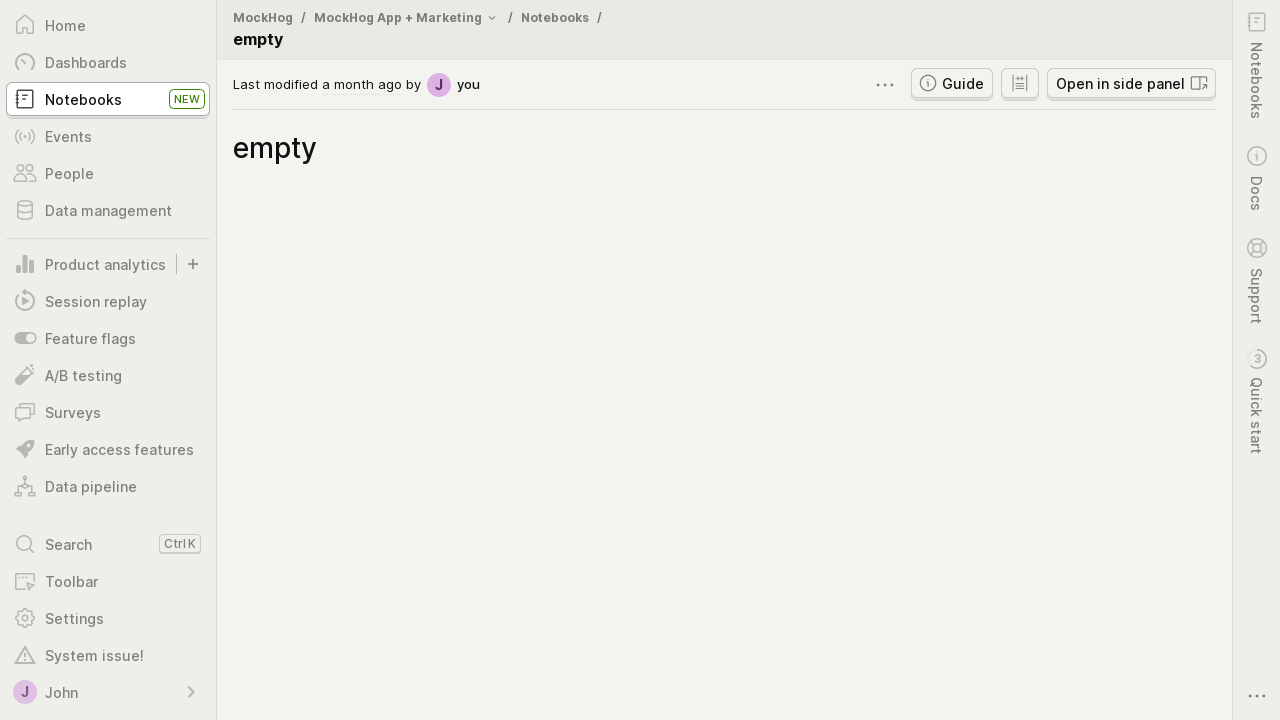 Home
Dashboards
Notebooks NEW
Events
People
Data management
Product analytics
Session replay
Feature flags
A/B testing
Surveys
Early access features
Data pipeline
Search Ctrl K
Toolbar
Settings
System issue!
J John
MockHog / MockHog App + Marketing / Notebooks /
empty
Last modified a month ago by J you
Guide
Open in side panel
empty
Notebooks
Docs
Support
3 Quick start